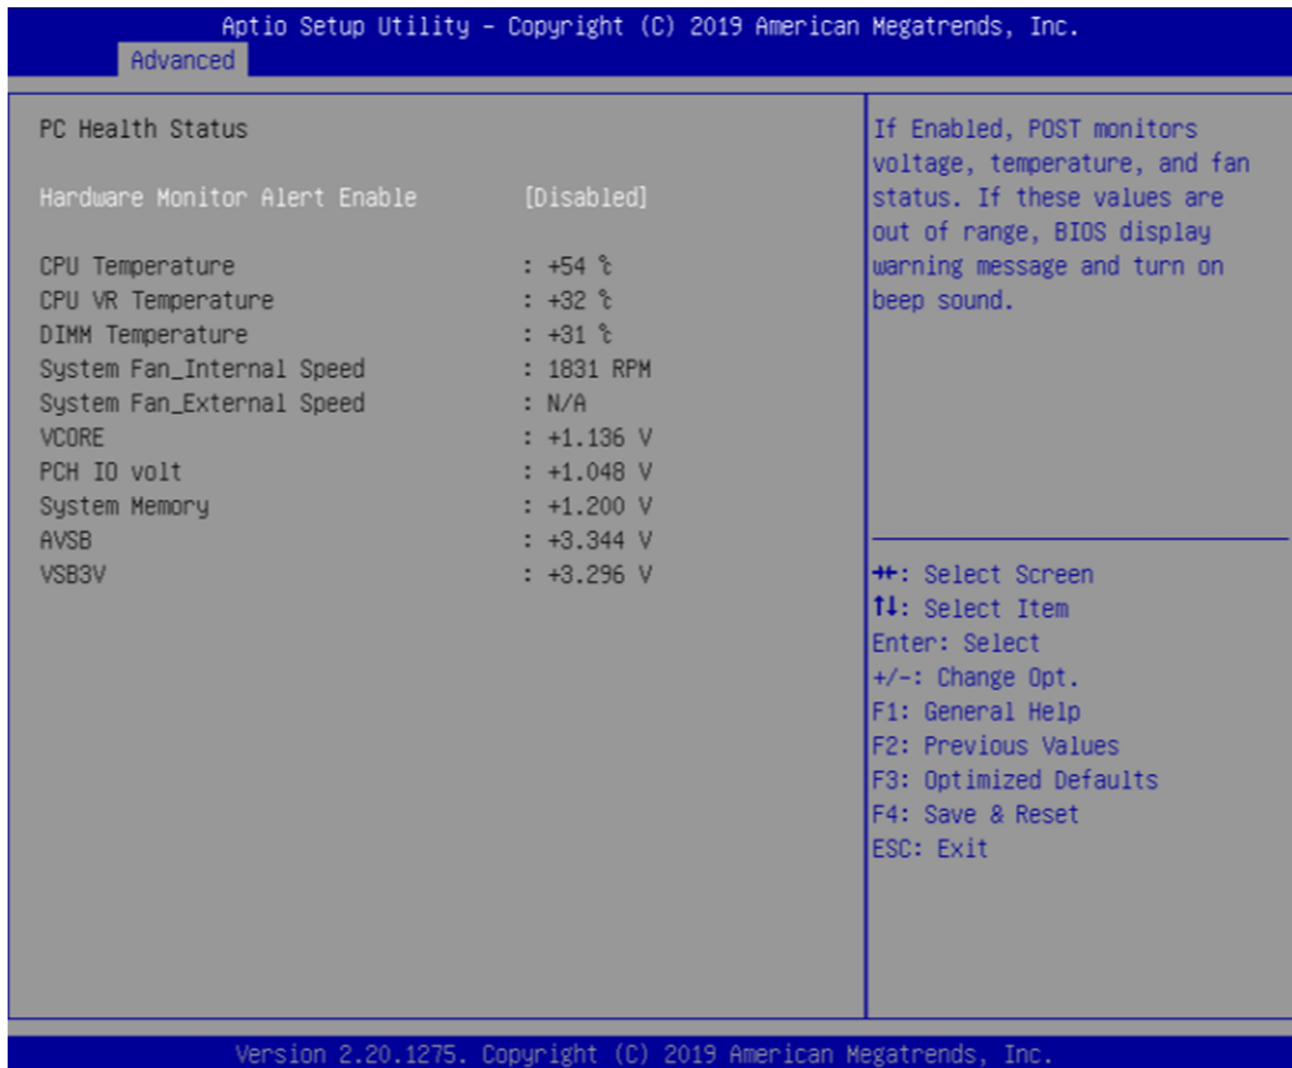 Aptio Setup Utility – Copyright (C) 2019 American Megatrends, Inc.
Advanced
PC Health Status
Hardware Monitor Alert Enable [Disabled]
CPU Temperature : +54 ℃
CPU VR Temperature : +32 ℃
DIMM Temperature : +31 ℃
System Fan_Internal Speed : 1831 RPM
System Fan_External Speed : N/A
VCORE : +1.136 V
PCH IO volt : +1.048 V
System Memory : +1.200 V
AVSB : +3.344 V
VSB3V : +3.296 V
If Enabled, POST monitors
voltage, temperature, and fan
status. If these values are
out of range, BIOS display
warning message and turn on
beep sound.
→←: Select Screen
↑↓: Select Item
Enter: Select
+/-: Change Opt.
F1: General Help
F2: Previous Values
F3: Optimized Defaults
F4: Save & Reset
ESC: Exit
Version 2.20.1275. Copyright (C) 2019 American Megatrends, Inc.